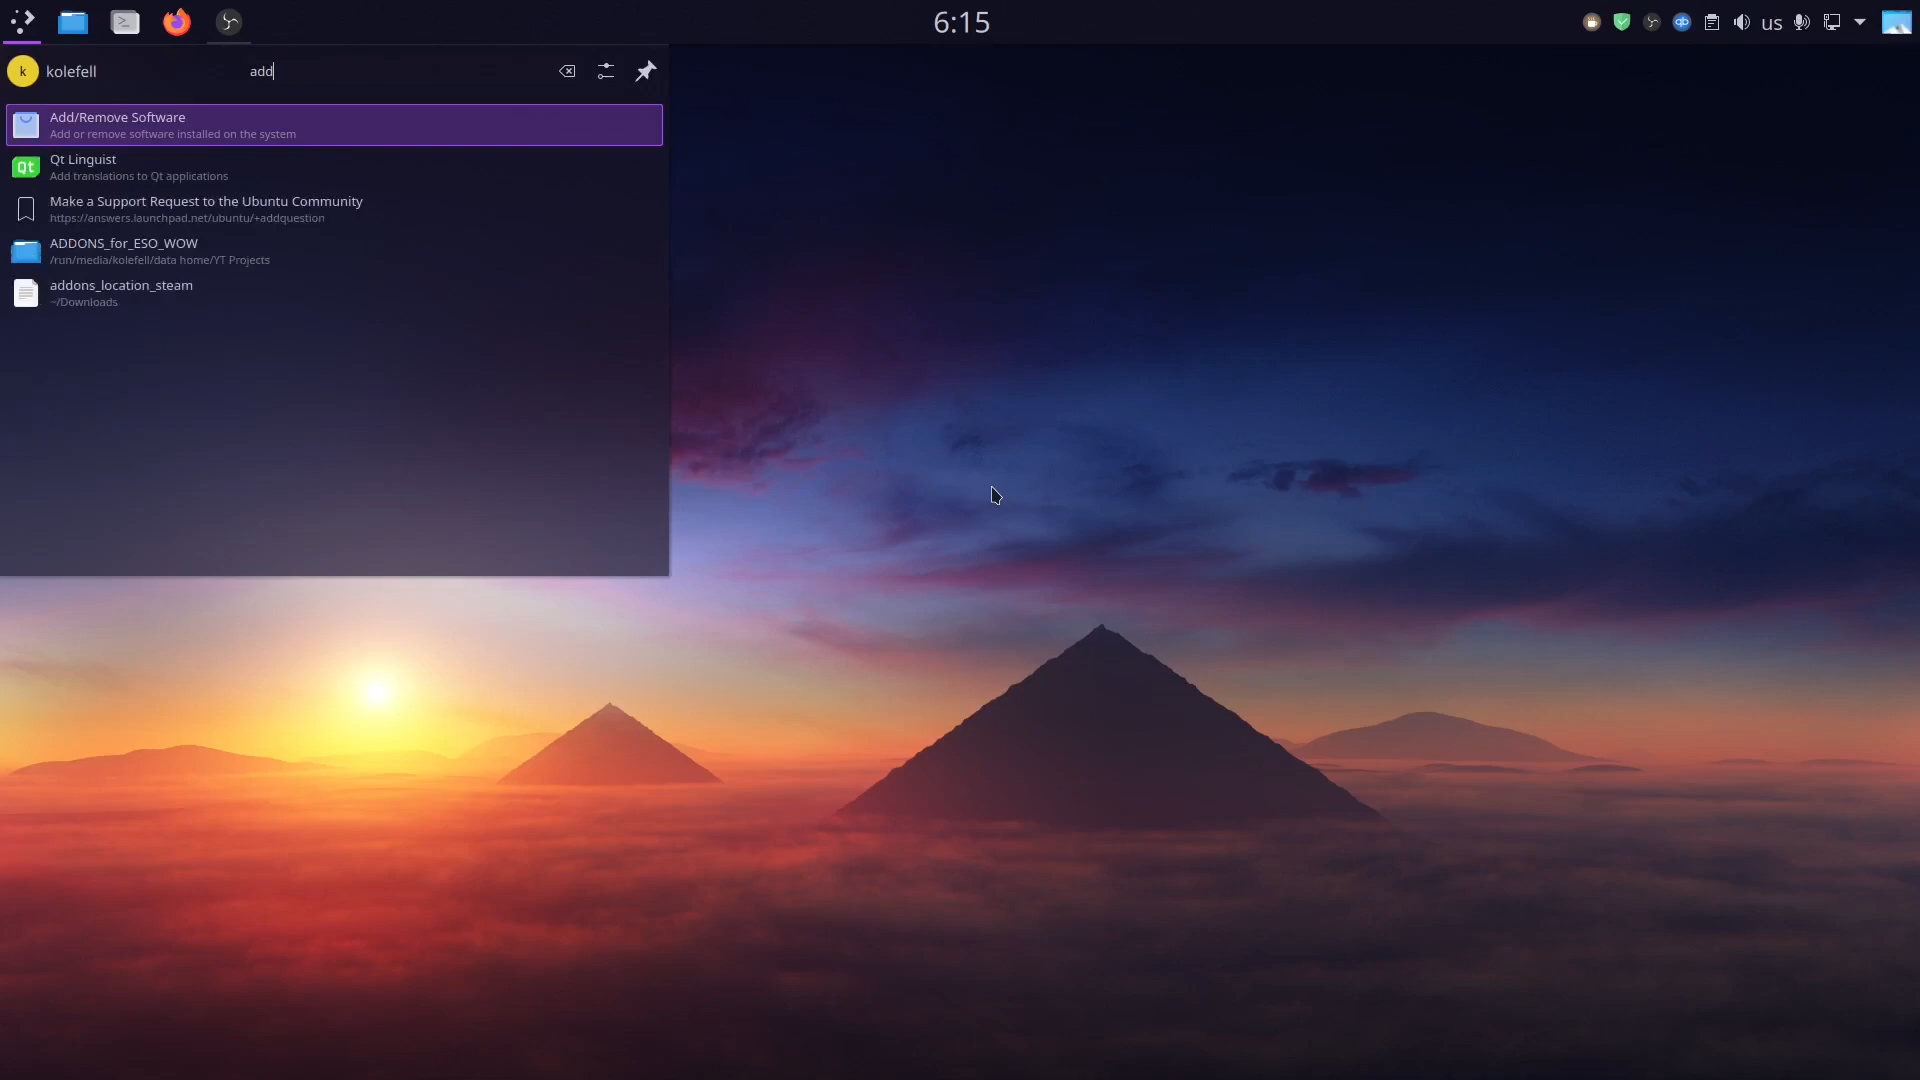 6:15
us
k kolefell add
Add/Remove Software
Add or remove software installed on the system
Qt Qt Linguist
Add translations to Qt applications
Make a Support Request to the Ubuntu Community
https://answers.launchpad.net/ubuntu/+addquestion
ADDONS_for_ESO_WOW
/run/media/kolefell/data home/YT Projects
addons_location_steam
~/Downloads